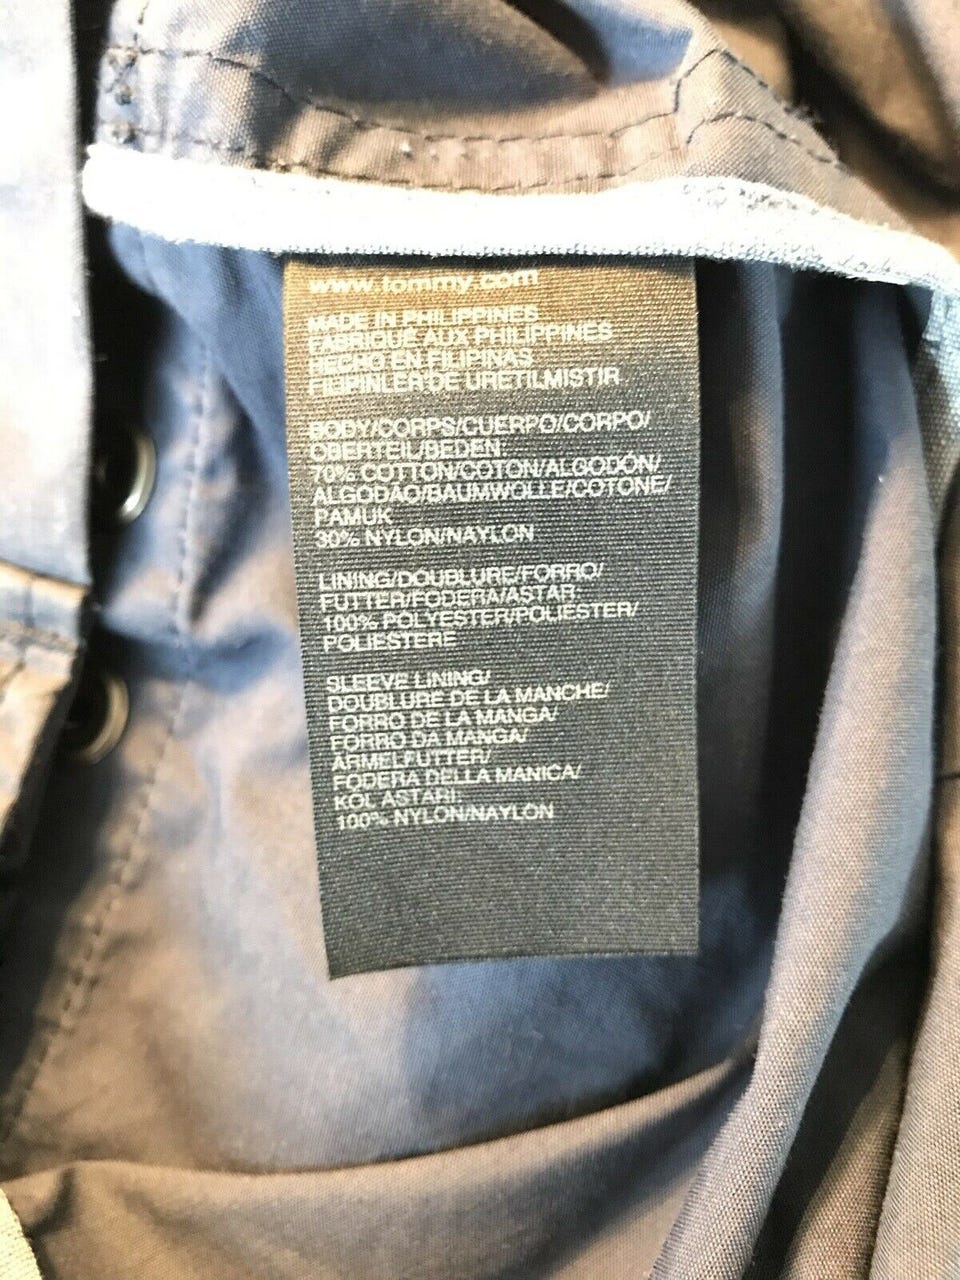 www.tommy.com
MADE IN PHILIPPINES
FABRIQUÉ AUX PHILIPPINES
HECHO EN FILIPINAS
FILIPINLER'DE URETILMISTIR
BODY/CORPS/CUERPO/CORPO/
OBERTEIL/BEDEN:
70% COTTON/COTON/ALGODÓN/
ALGODÃO/BAUMWOLLE/COTONE/
PAMUK
30% NYLON/NAYLON
LINING/DOUBLURE/FORRO/
FUTTER/FODERA/ASTAR:
100% POLYESTER/POLIESTER/
POLIESTERE
SLEEVE LINING/
DOUBLURE DE LA MANCHE/
FORRO DE LA MANGA/
FORRO DA MANGA/
ARMELFUTTER/
FODERA DELLA MANICA/
KOL ASTARI:
100% NYLON/NAYLON